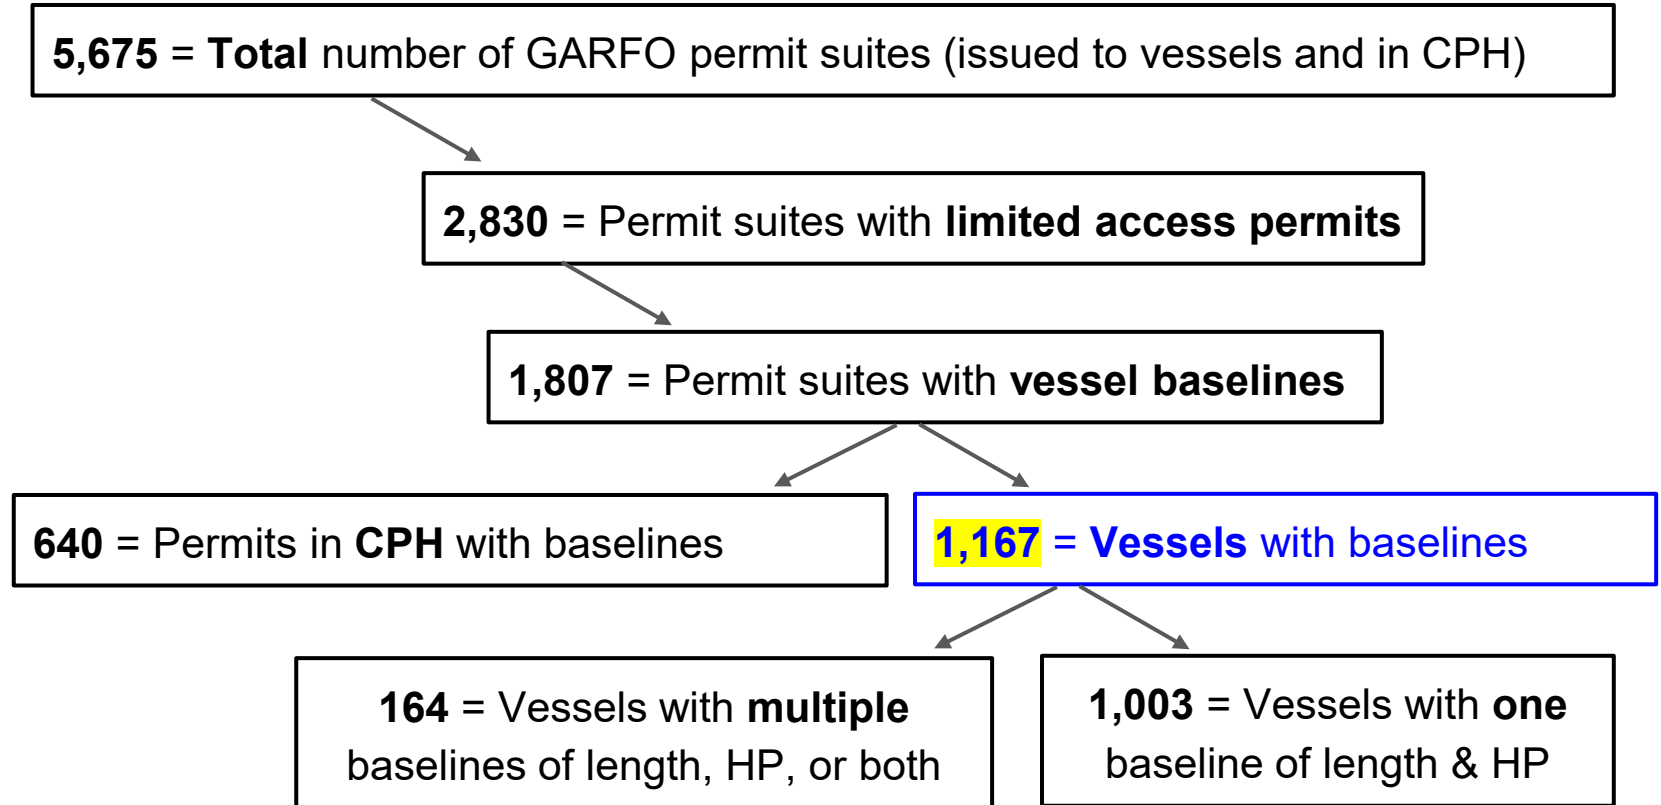 5,675 = Total number of GARFO permit suites (issued to vessels and in CPH)
2,830 = Permit suites with limited access permits
1,807 = Permit suites with vessel baselines
640 = Permits in CPH with baselines
1,167 = Vessels with baselines
164 = Vessels with multiple
baselines of length, HP, or both
1,003 = Vessels with one
baseline of length & HP